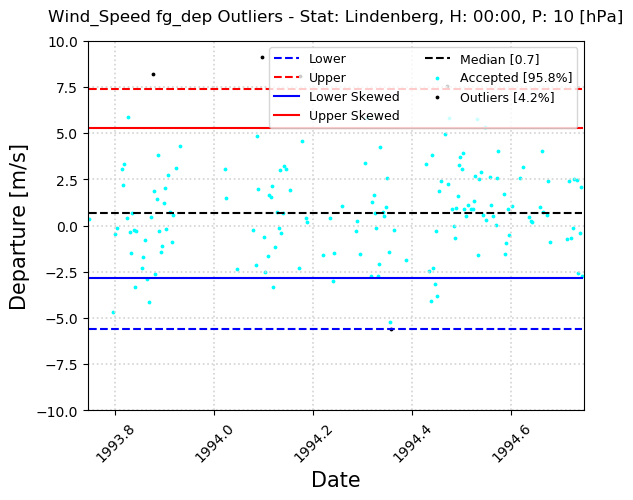 Wind_Speed fg_dep Outliers - Stat: Lindenberg, H: 00:00, P: 10 [hPa]
Departure [m/s]
10.0
7.5
5.0
2.5
0.0
−2.5
−5.0
−7.5
−10.0
Lower
Upper
Lower Skewed
Upper Skewed
Median [0.7]
Accepted [95.8%]
Outliers [4.2%]
1993.8
1994.0
1994.2
1994.4
1994.6
Date